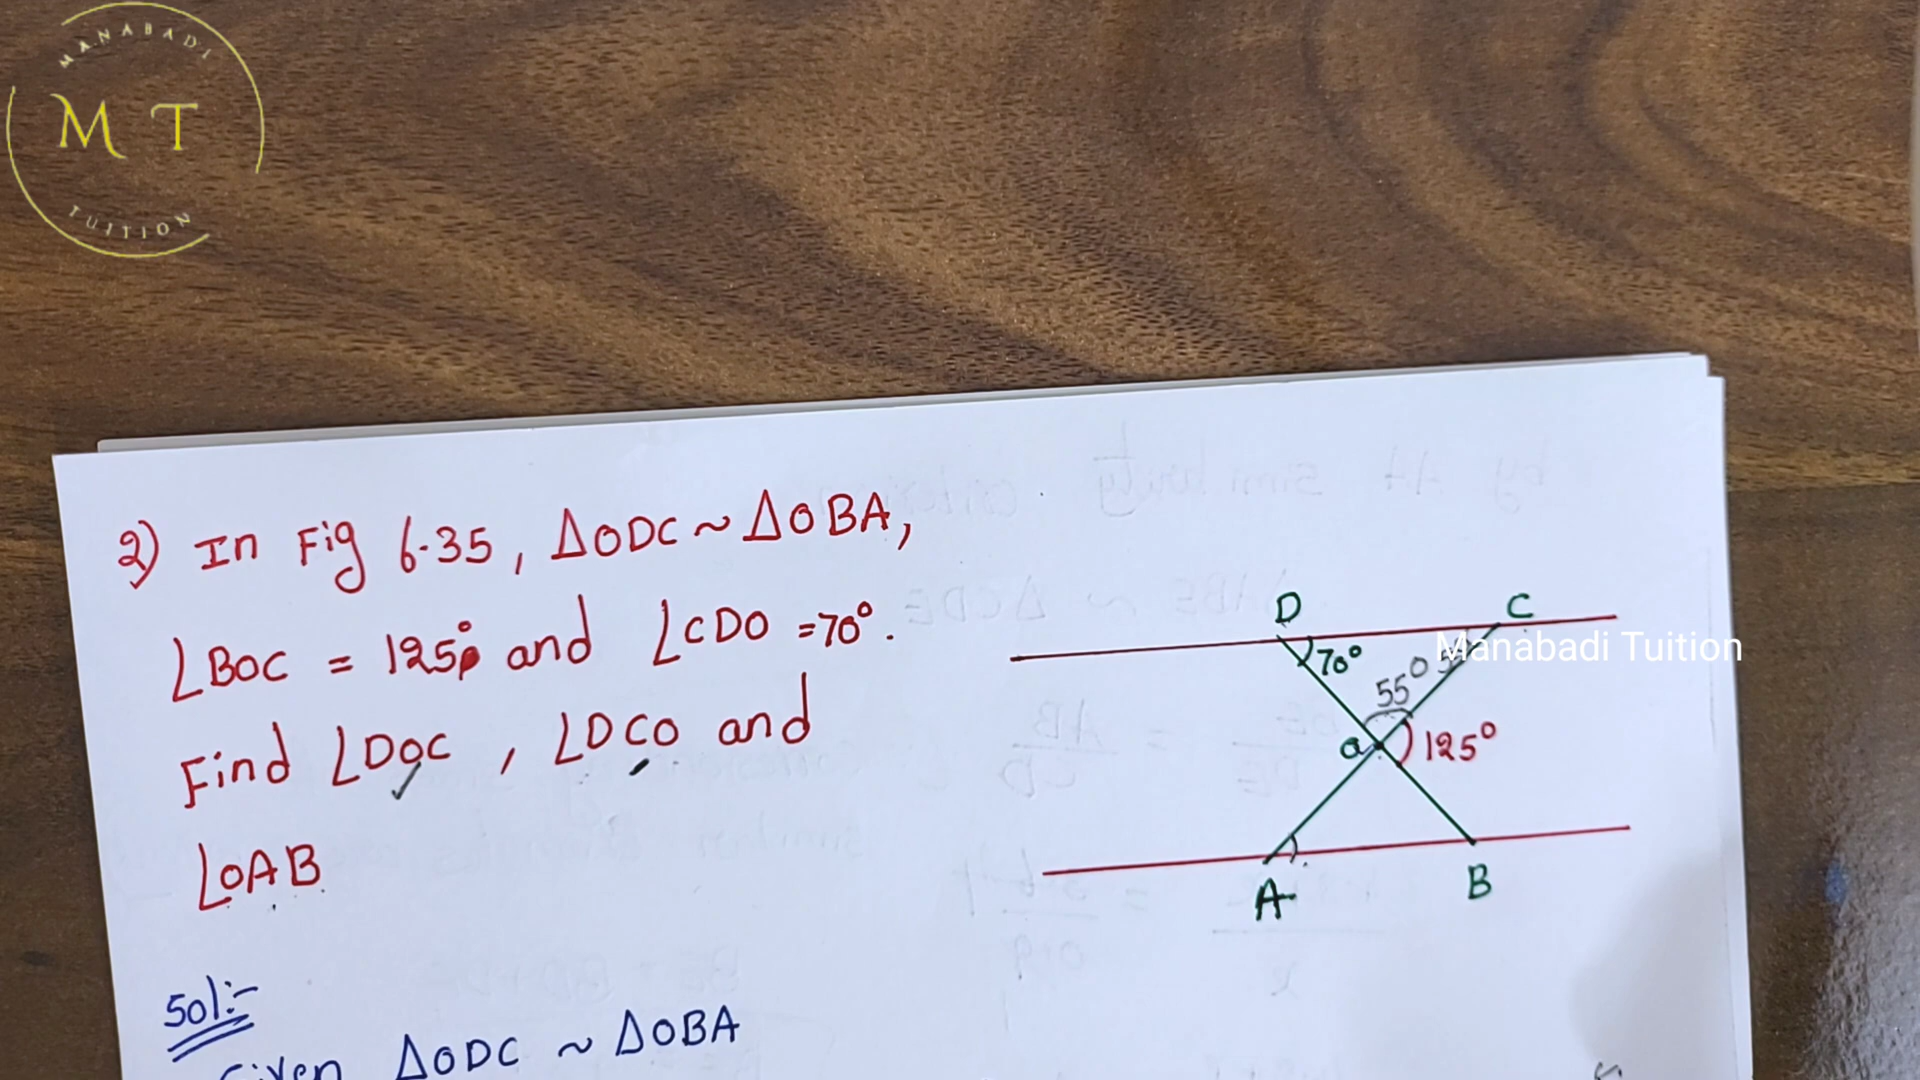 MANABADI
M T
TUITION
2) In Fig 6.35, ΔODC ~ ΔOBA,
∠BOC = 125° and ∠CDO = 70°.
Find ∠DOC, ∠DCO and
∠OAB
Sol:-
Given ΔODC ~ ΔOBA
D C
Manabadi Tuition
70° 55°
125°
A B